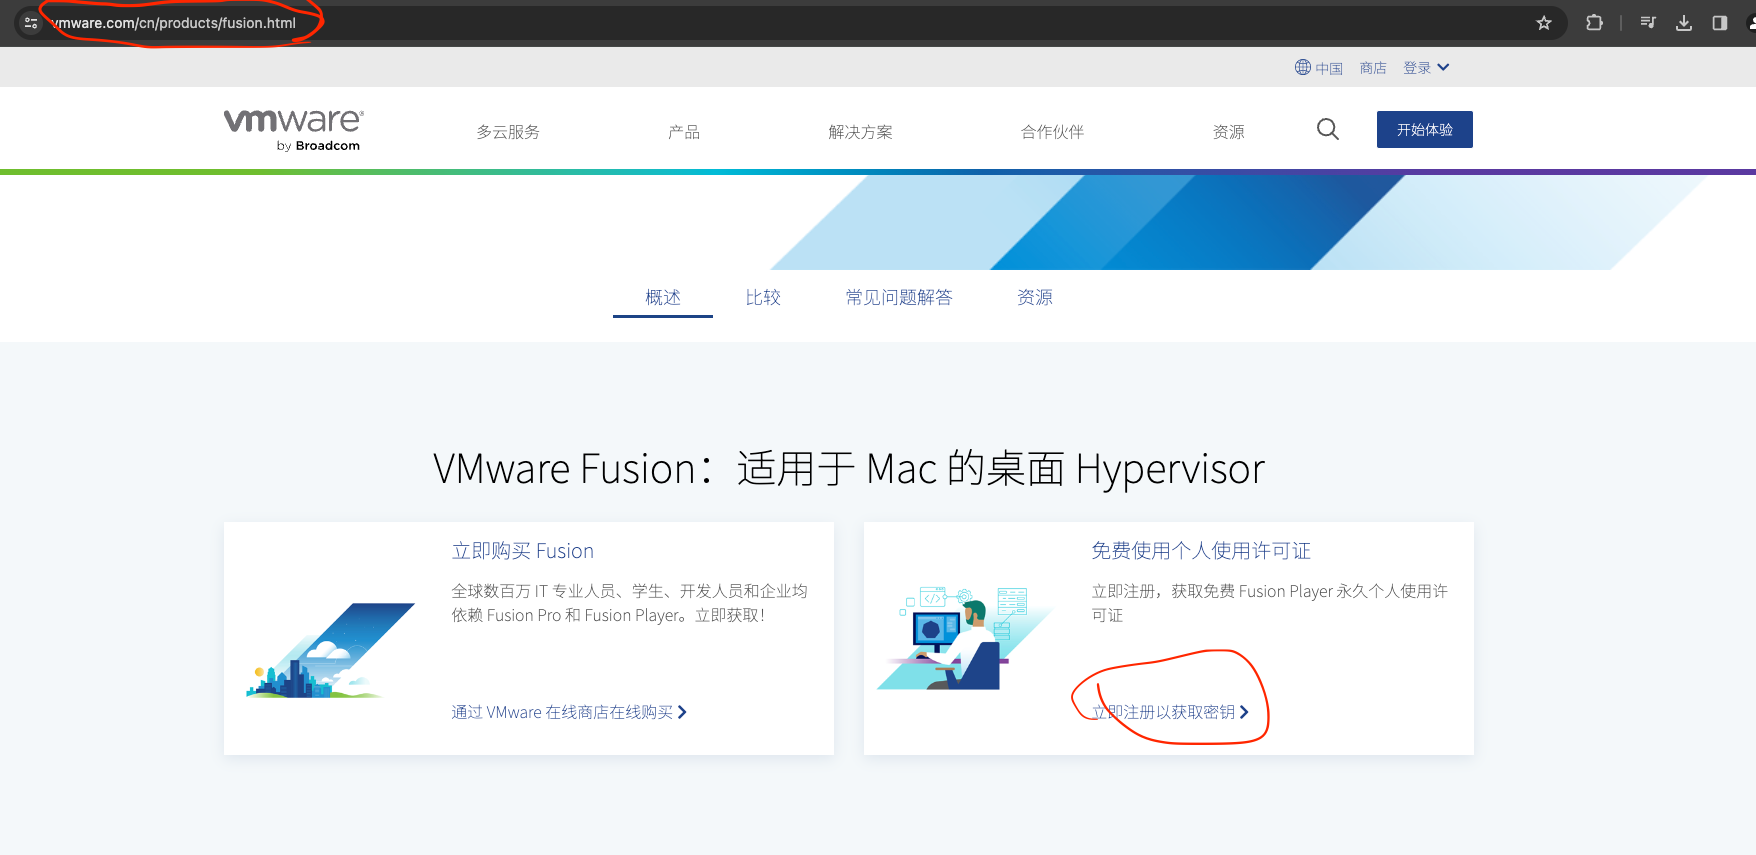 vmware.com/cn/products/fusion.html
中国 商店 登录
vmware®
by Broadcom
多云服务 产品 解决方案 合作伙伴 资源 开始体验
概述 比较 常见问题解答 资源
VMware Fusion：适用于 Mac 的桌面 Hypervisor
立即购买 Fusion
全球数百万 IT 专业人员、学生、开发人员和企业均
依赖 Fusion Pro 和 Fusion Player。立即获取！
通过 VMware 在线商店在线购买
免费使用个人使用许可证
立即注册，获取免费 Fusion Player 永久个人使用许
可证
立即注册以获取密钥